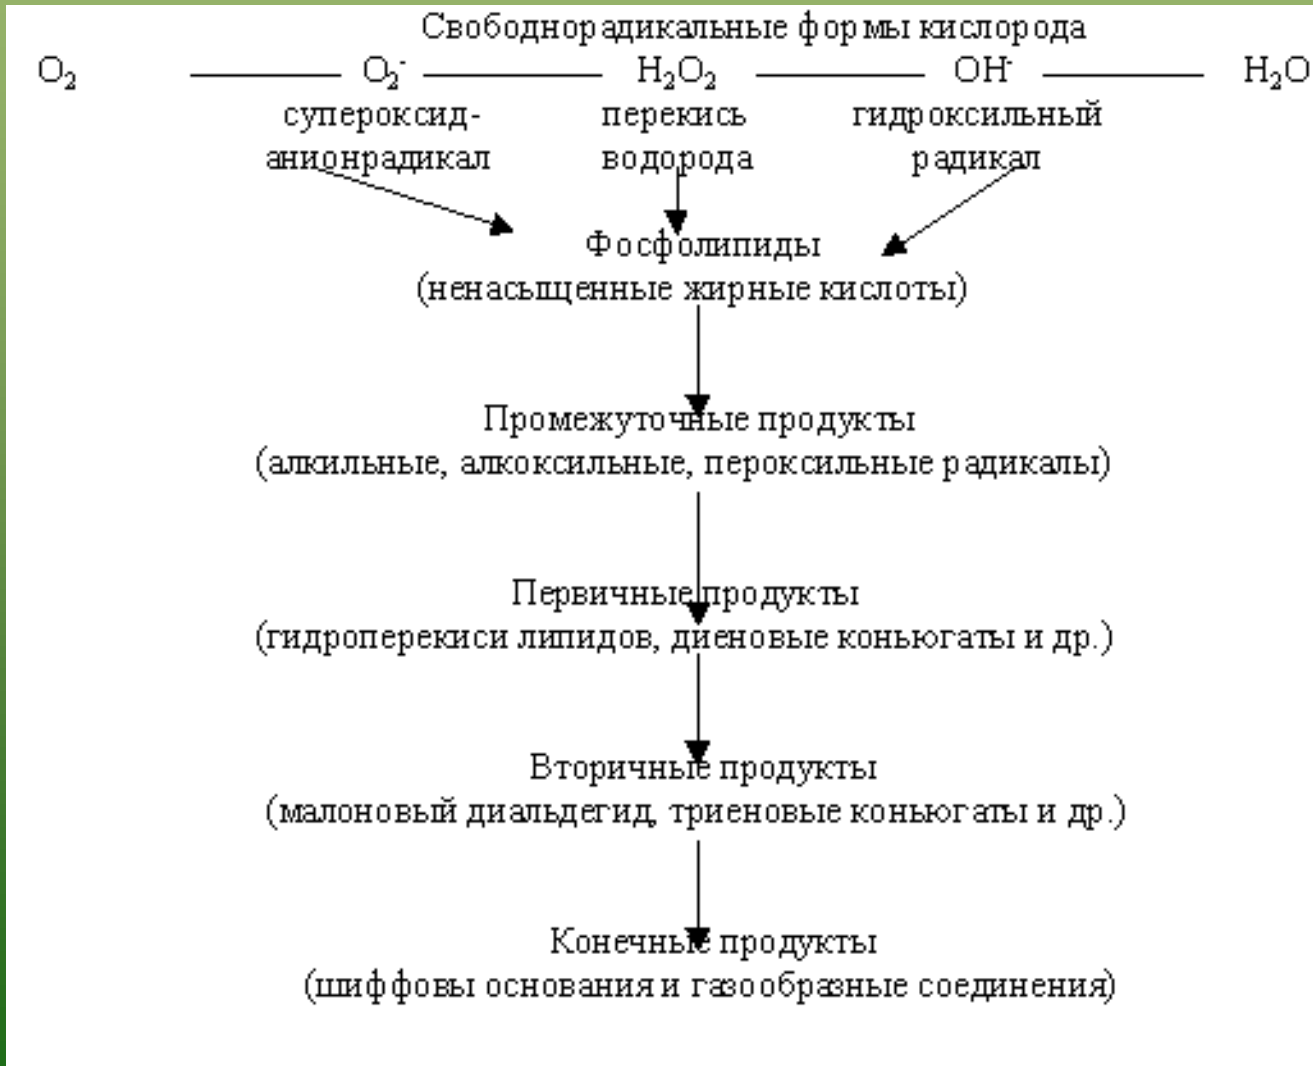 Свободнорадикальные формы кислорода
O₂ O₂⁻ H₂O₂ OH⁻ H₂O
супероксид- перекись гидроксильный
анионрадикал водорода радикал
Фосфолипиды
(ненасыщенные жирные кислоты)
Промежуточные продукты
(алкильные, алкоксильные, пероксильные радикалы)
Первичные продукты
(гидроперекиси липидов, диеновые коньюгаты и др.)
Вторичные продукты
(малоновый диальдегид, триеновые коньюгаты и др.)
Конечные продукты
(шиффовы основания и газообразные соединения)